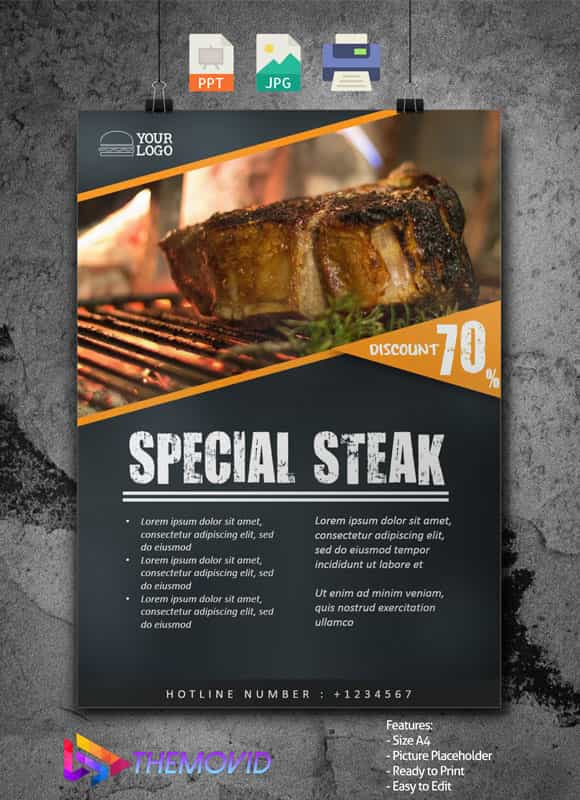 PPT
JPG
YOUR
LOGO
DISCOUNT 70%
SPECIAL STEAK
• Lorem ipsum dolor sit amet,
consectetur adipiscing elit, sed
do eiusmod
• Lorem ipsum dolor sit amet,
consectetur adipiscing elit, sed
do eiusmod
• Lorem ipsum dolor sit amet,
consectetur adipiscing elit, sed
do eiusmod
Lorem ipsum dolor sit amet,
consectetur adipiscing elit,
sed do eiusmod tempor
incididunt ut labore et
Ut enim ad minim veniam,
quis nostrud exercitation
ullamco
HOTLINE NUMBER : +1234567
THEMOVID
Features:
- Size A4
- Picture Placeholder
- Ready to Print
- Easy to Edit